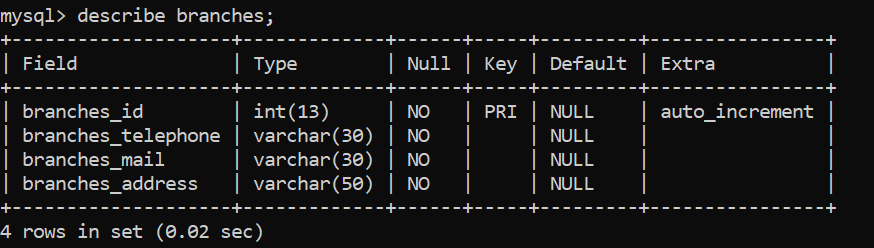 mysql> describe branches;
+--------------------+-------------+------+-----+---------+----------------+
| Field              | Type        | Null | Key | Default | Extra          |
+--------------------+-------------+------+-----+---------+----------------+
| branches_id        | int(13)     | NO   | PRI | NULL    | auto_increment |
| branches_telephone | varchar(30) | NO   |     | NULL    |                |
| branches_mail      | varchar(30) | NO   |     | NULL    |                |
| branches_address   | varchar(50) | NO   |     | NULL    |                |
+--------------------+-------------+------+-----+---------+----------------+
4 rows in set (0.02 sec)